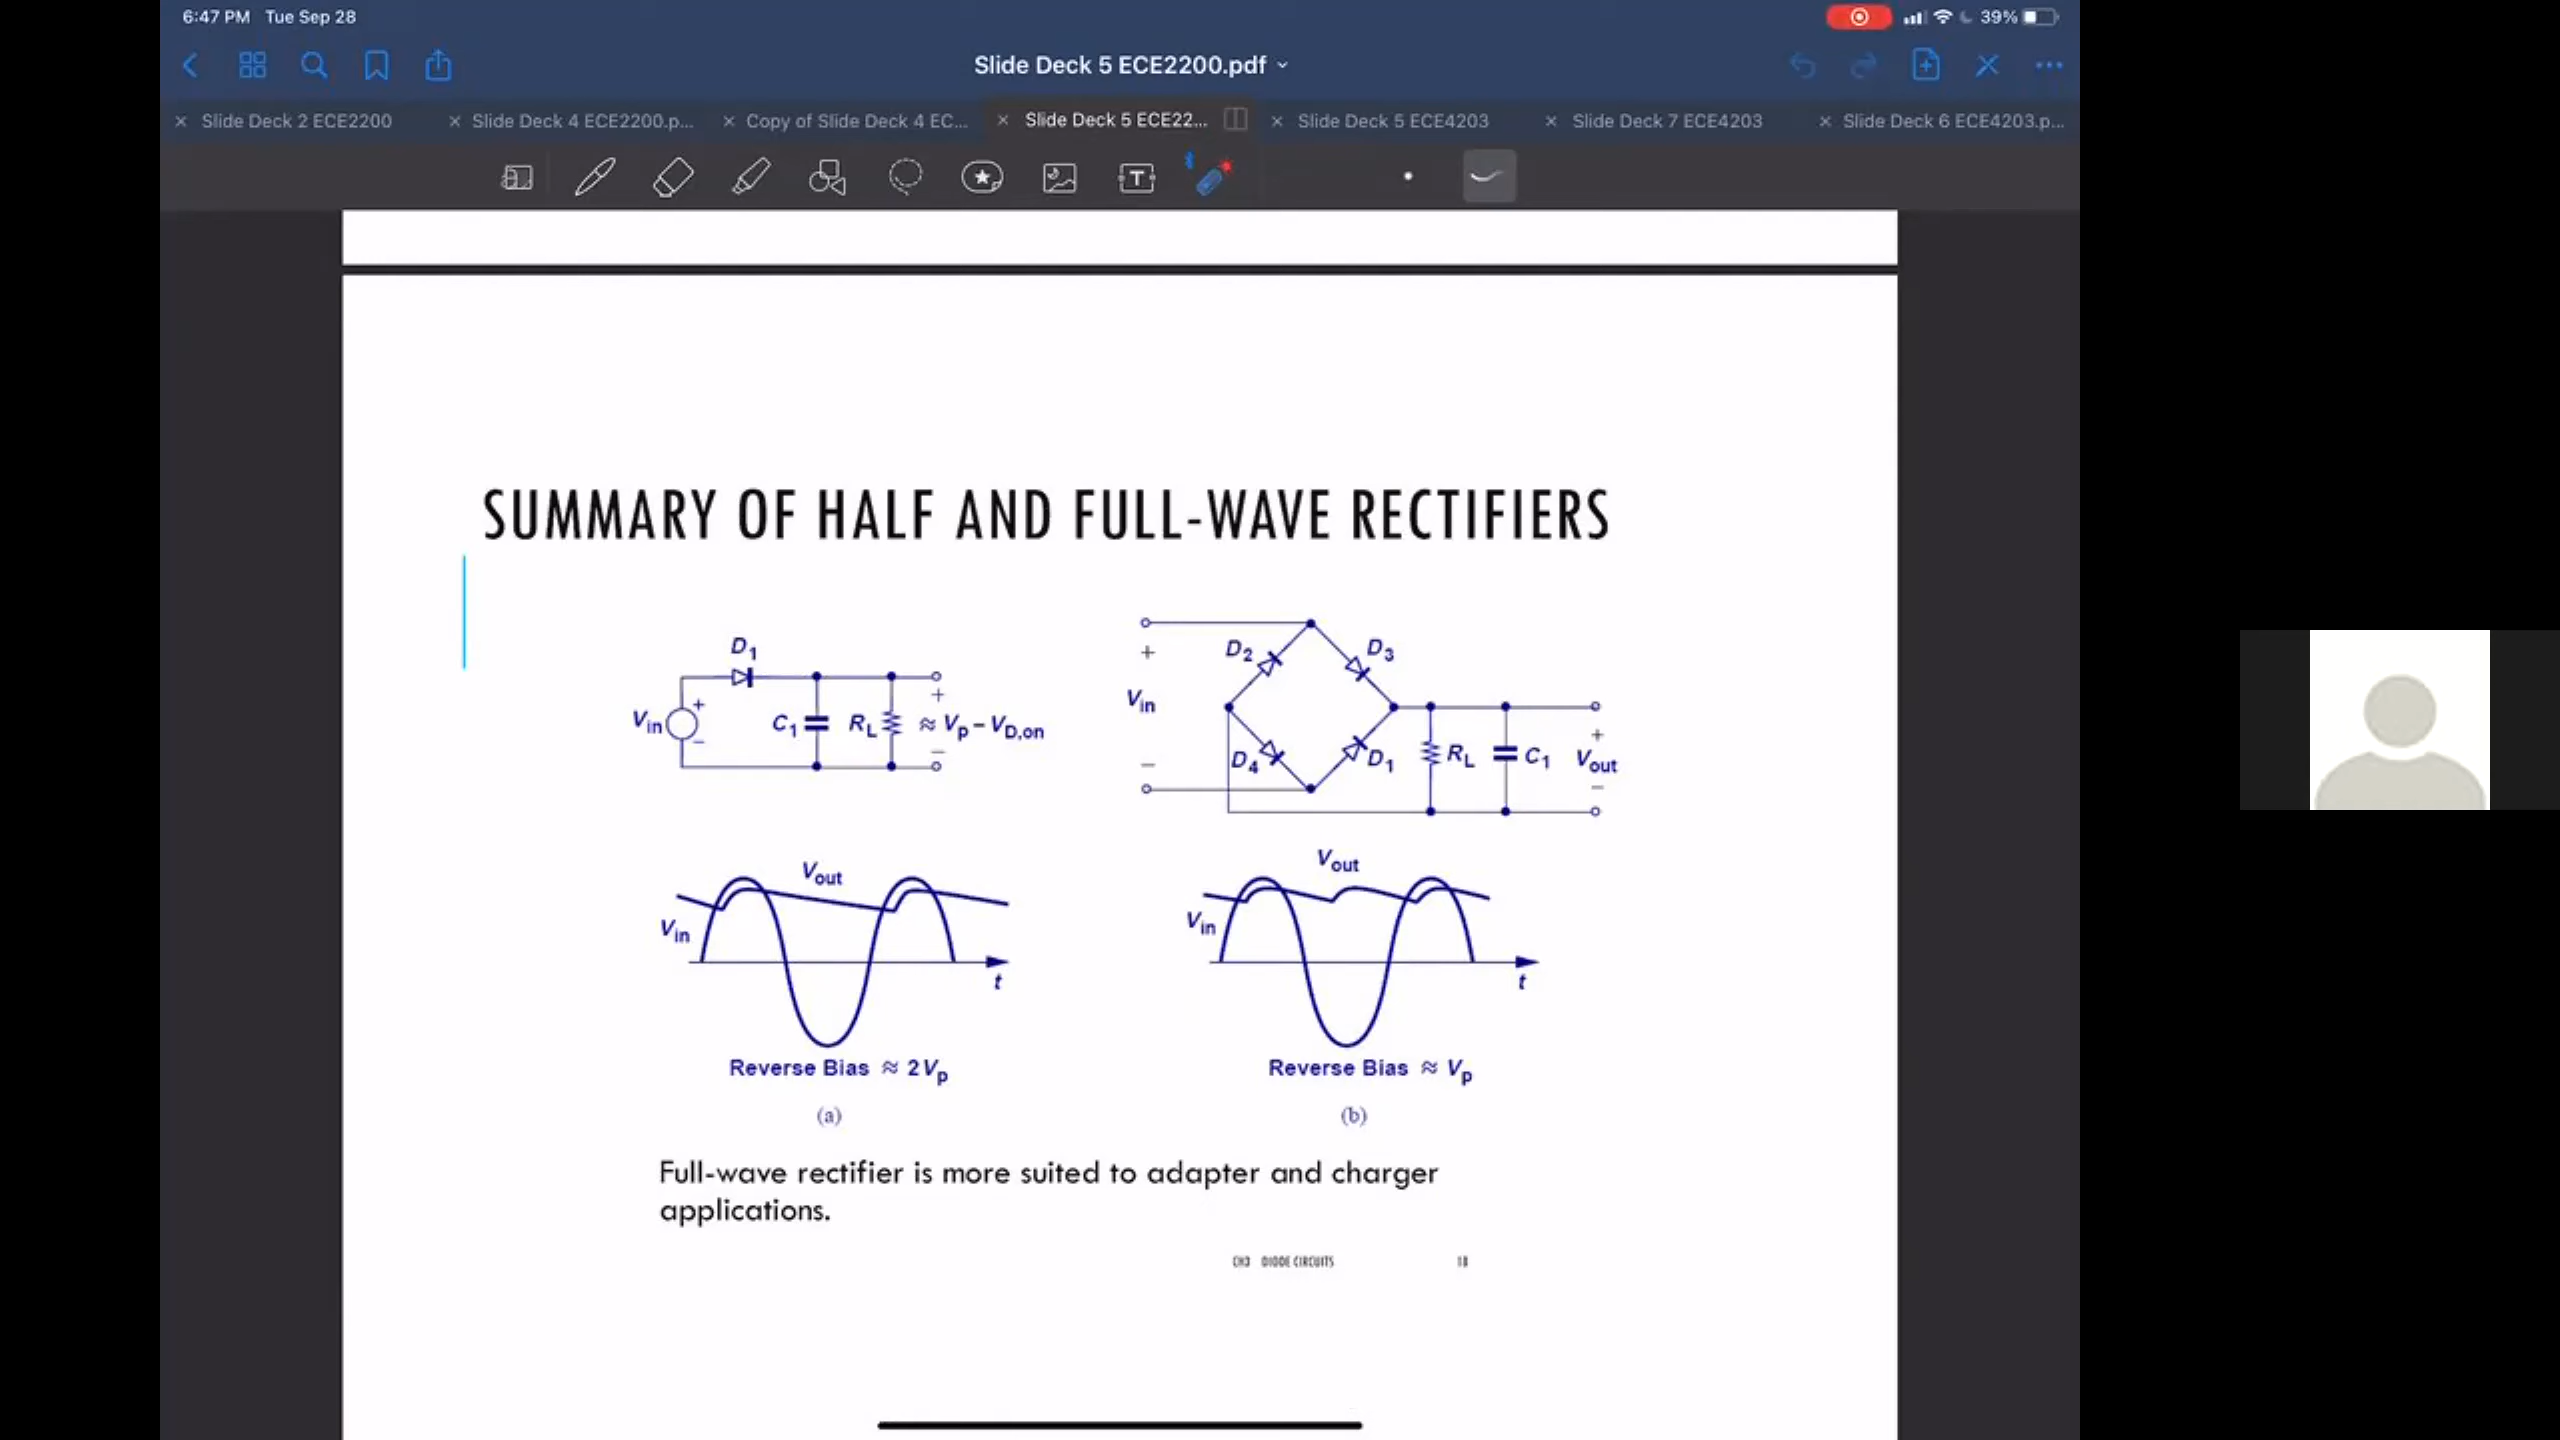 6:47 PM Tue Sep 28
39%
Slide Deck 5 ECE2200.pdf
Slide Deck 2 ECE2200
Slide Deck 4 ECE2200.p...
Copy of Slide Deck 4 EC...
Slide Deck 5 ECE22...
Slide Deck 5 ECE4203
Slide Deck 7 ECE4203
Slide Deck 6 ECE4203.p...
T
SUMMARY OF HALF AND FULL-WAVE RECTIFIERS
D1
Vin
+
−
C1
RL
+
≈ Vp − VD,on
−
+
Vin
−
D2
D3
D4
D1
RL
C1
+
Vout
−
Vout
Vin
t
Reverse Bias ≈ 2Vp
(a)
Vout
Vin
t
Reverse Bias ≈ Vp
(b)
Full-wave rectifier is more suited to adapter and charger
applications.
CH3 DIODE CIRCUITS 18